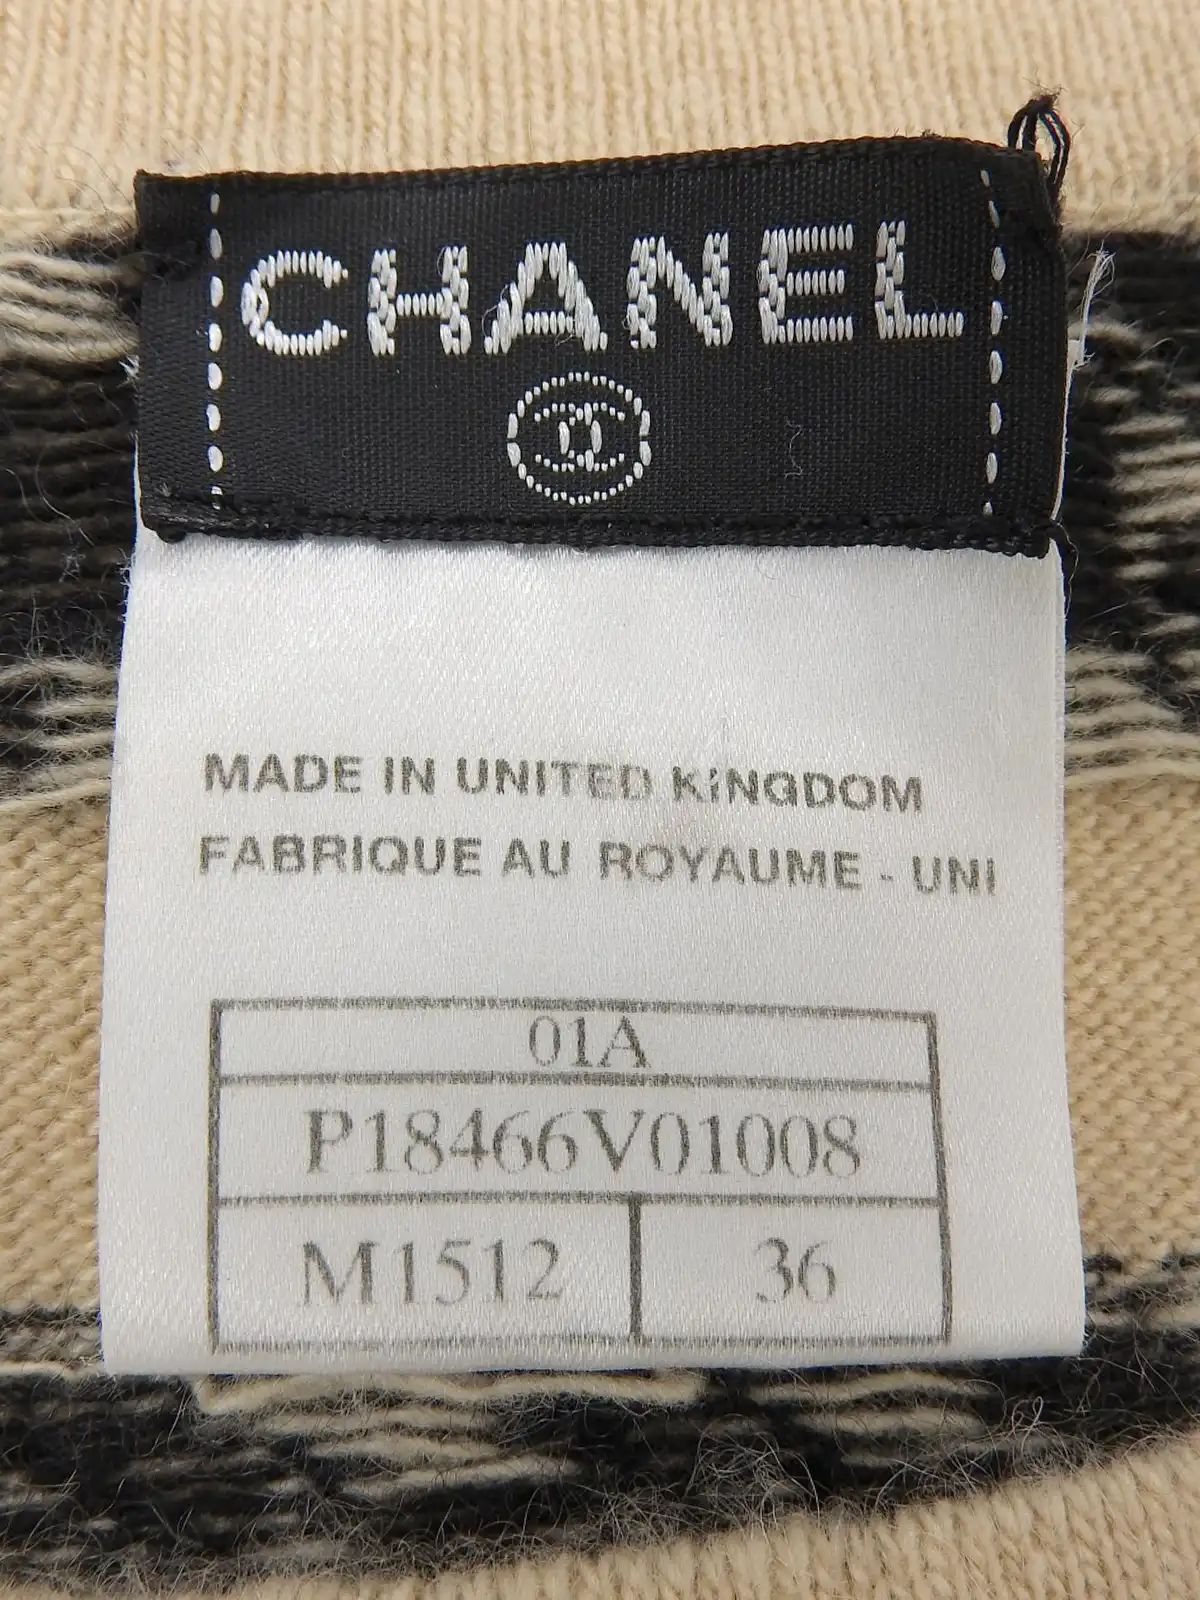 CHANEL
MADE IN UNITED KINGDOM
FABRIQUE AU ROYAUME - UNI
01A
P18466V01008
M1512 36